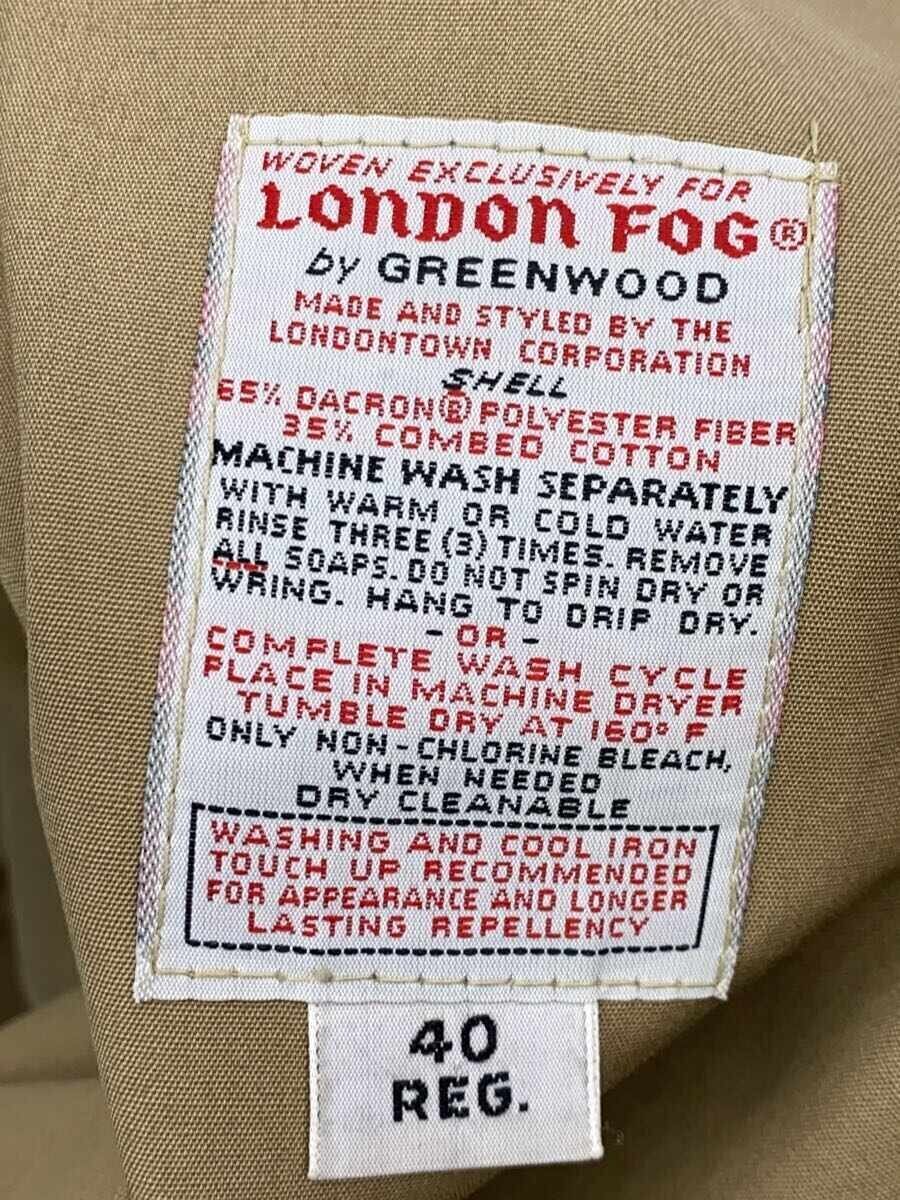 WOVEN EXCLUSIVELY FOR
LONDON FOG®
by GREENWOOD
MADE AND STYLED BY THE
LONDONTOWN CORPORATION
SHELL
65% DACRON® POLYESTER FIBER
35% COMBED COTTON
MACHINE WASH SEPARATELY
WITH WARM OR COLD WATER
RINSE THREE (3) TIMES. REMOVE
ALL SOAPS. DO NOT SPIN DRY OR
WRING. HANG TO DRIP DRY.
- OR -
COMPLETE WASH CYCLE
PLACE IN MACHINE DRYER
TUMBLE DRY AT 160° F
ONLY NON-CHLORINE BLEACH,
WHEN NEEDED
DRY CLEANABLE
WASHING AND COOL IRON
TOUCH UP RECOMMENDED
FOR APPEARANCE AND LONGER
LASTING REPELLENCY
40
REG.